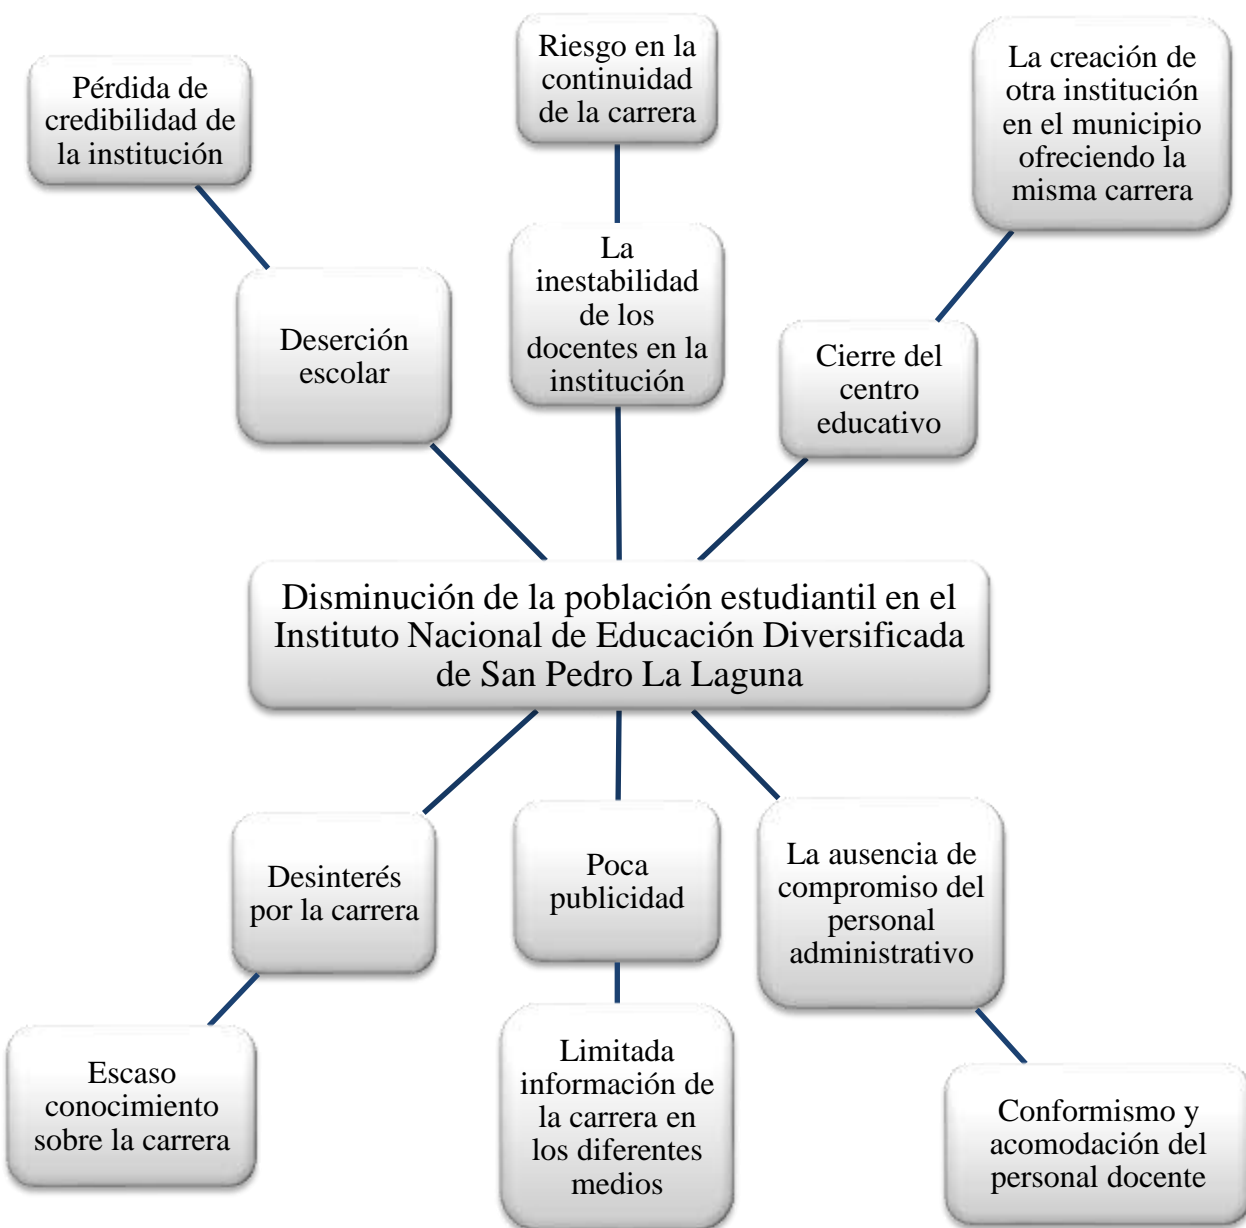 Pérdida de
credibilidad de
la institución
Riesgo en la
continuidad
de la carrera
La creación de
otra institución
en el municipio
ofreciendo la
misma carrera
Deserción
escolar
La
inestabilidad
de los
docentes en la
institución
Cierre del
centro
educativo
Disminución de la población estudiantil en el
Instituto Nacional de Educación Diversificada
de San Pedro La Laguna
Desinterés
por la carrera
Poca
publicidad
La ausencia de
compromiso del
personal
administrativo
Escaso
conocimiento
sobre la carrera
Limitada
información de
la carrera en
los diferentes
medios
Conformismo y
acomodación del
personal docente